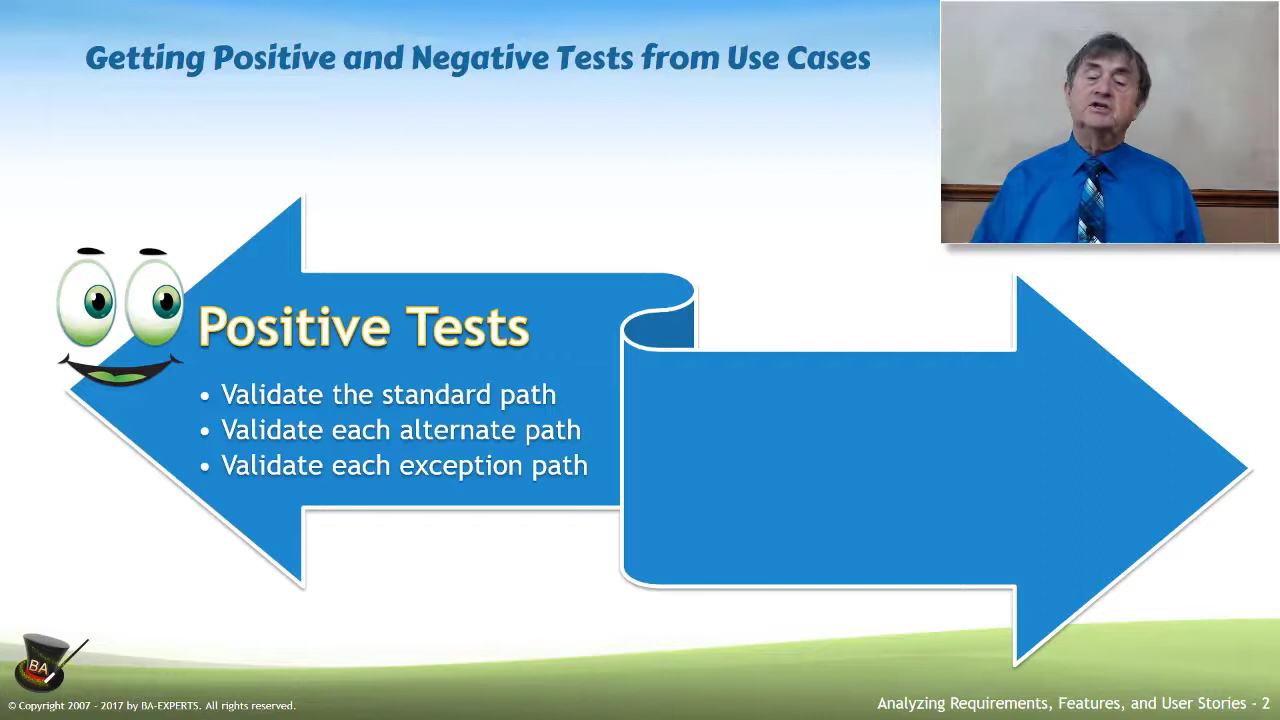 Getting Positive and Negative Tests from Use Cases
Positive Tests
• Validate the standard path
• Validate each alternate path
• Validate each exception path
BA
© Copyright 2007 - 2017 by BA-EXPERTS. All rights reserved.
Analyzing Requirements, Features, and User Stories - 2